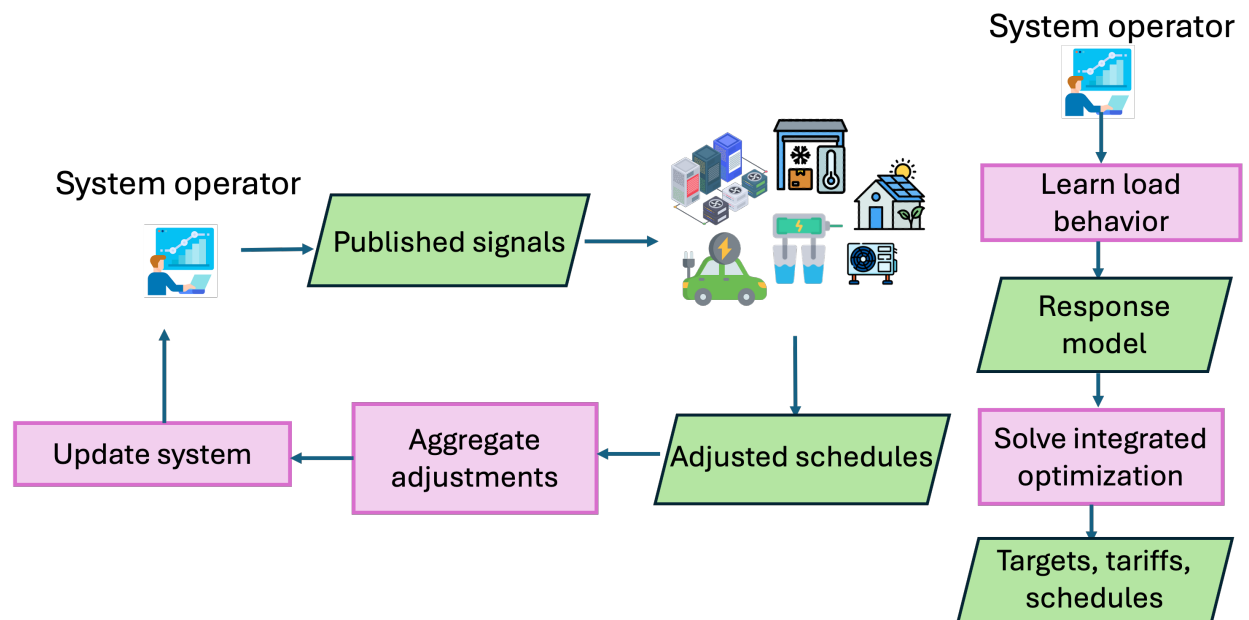 System operator
Published signals
Adjusted schedules
Aggregate
adjustments
Update system
System operator
Learn load
behavior
Response
model
Solve integrated
optimization
Targets, tariffs,
schedules